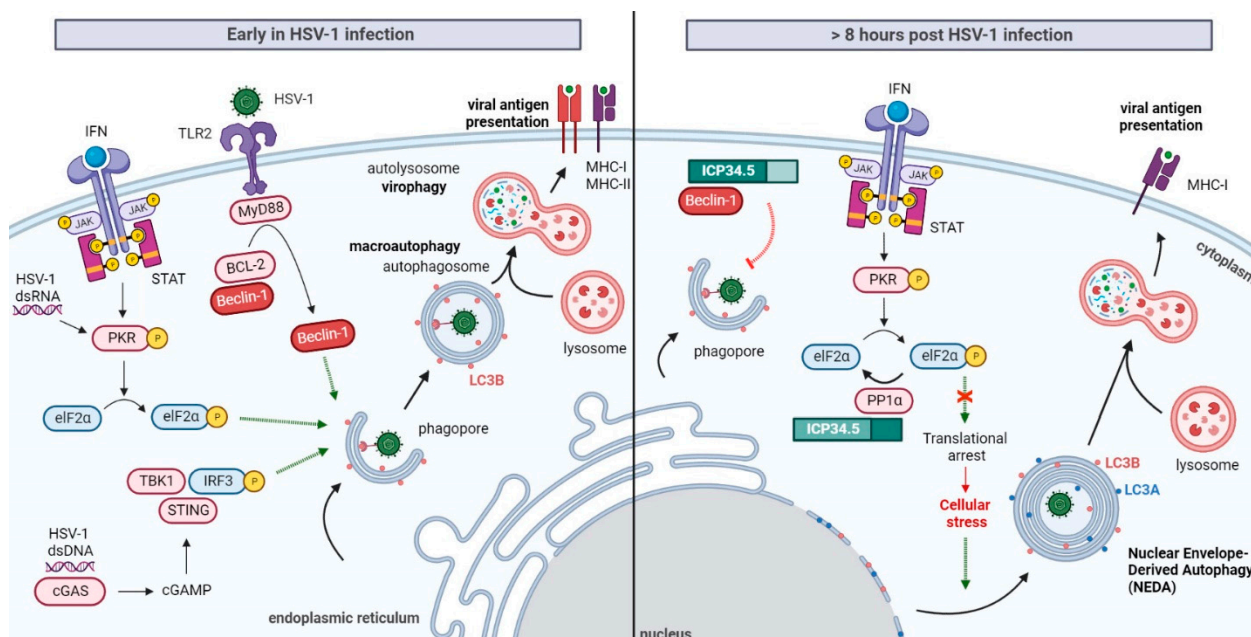 Early in HSV-1 infection
HSV-1
IFN
TLR2
JAK
P
JAK
P
P
P
P
P
STAT
MyD88
BCL-2
Beclin-1
Beclin-1
HSV-1
dsRNA
PKR
P
eIF2α
eIF2α
P
TBK1
IRF3
P
STING
HSV-1
dsDNA
cGAS
cGAMP
viral antigen
presentation
MHC-I
MHC-II
autolysosome
virophagy
macroautophagy
autophagosome
lysosome
LC3B
phagopore
endoplasmic reticulum
> 8 hours post HSV-1 infection
ICP34.5
Beclin-1
phagopore
IFN
P
JAK
JAK
P
P
P
P
P
STAT
PKR
P
eIF2α
eIF2α
P
PP1α
ICP34.5
Translational
arrest
Cellular
stress
viral antigen
presentation
MHC-I
cytoplasm
lysosome
LC3B
LC3A
Nuclear Envelope-
Derived Autophagy
(NEDA)
nucleus